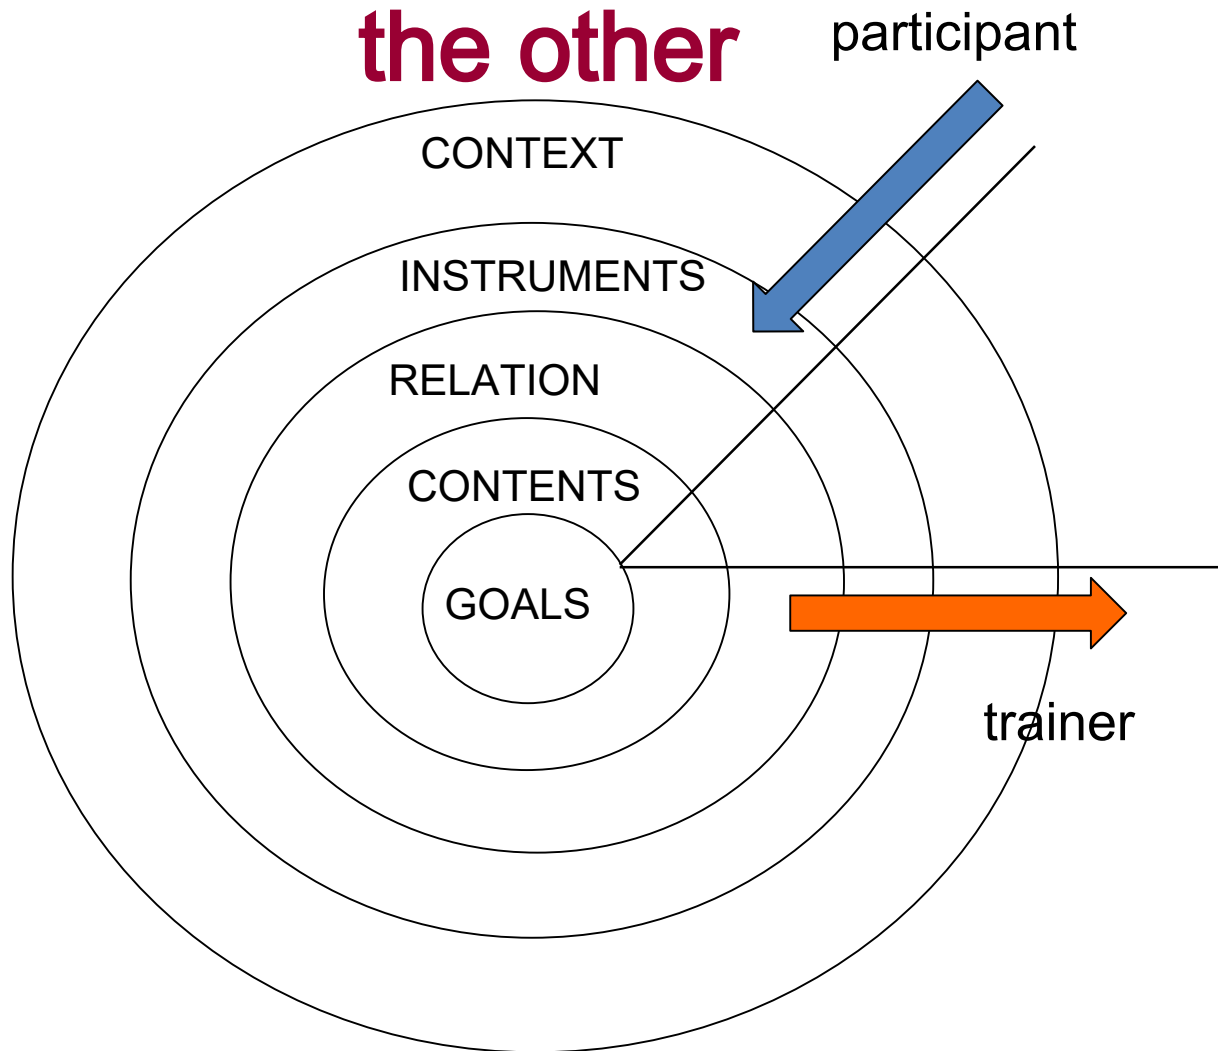 the other
participant
CONTEXT
INSTRUMENTS
RELATION
CONTENTS
GOALS
trainer